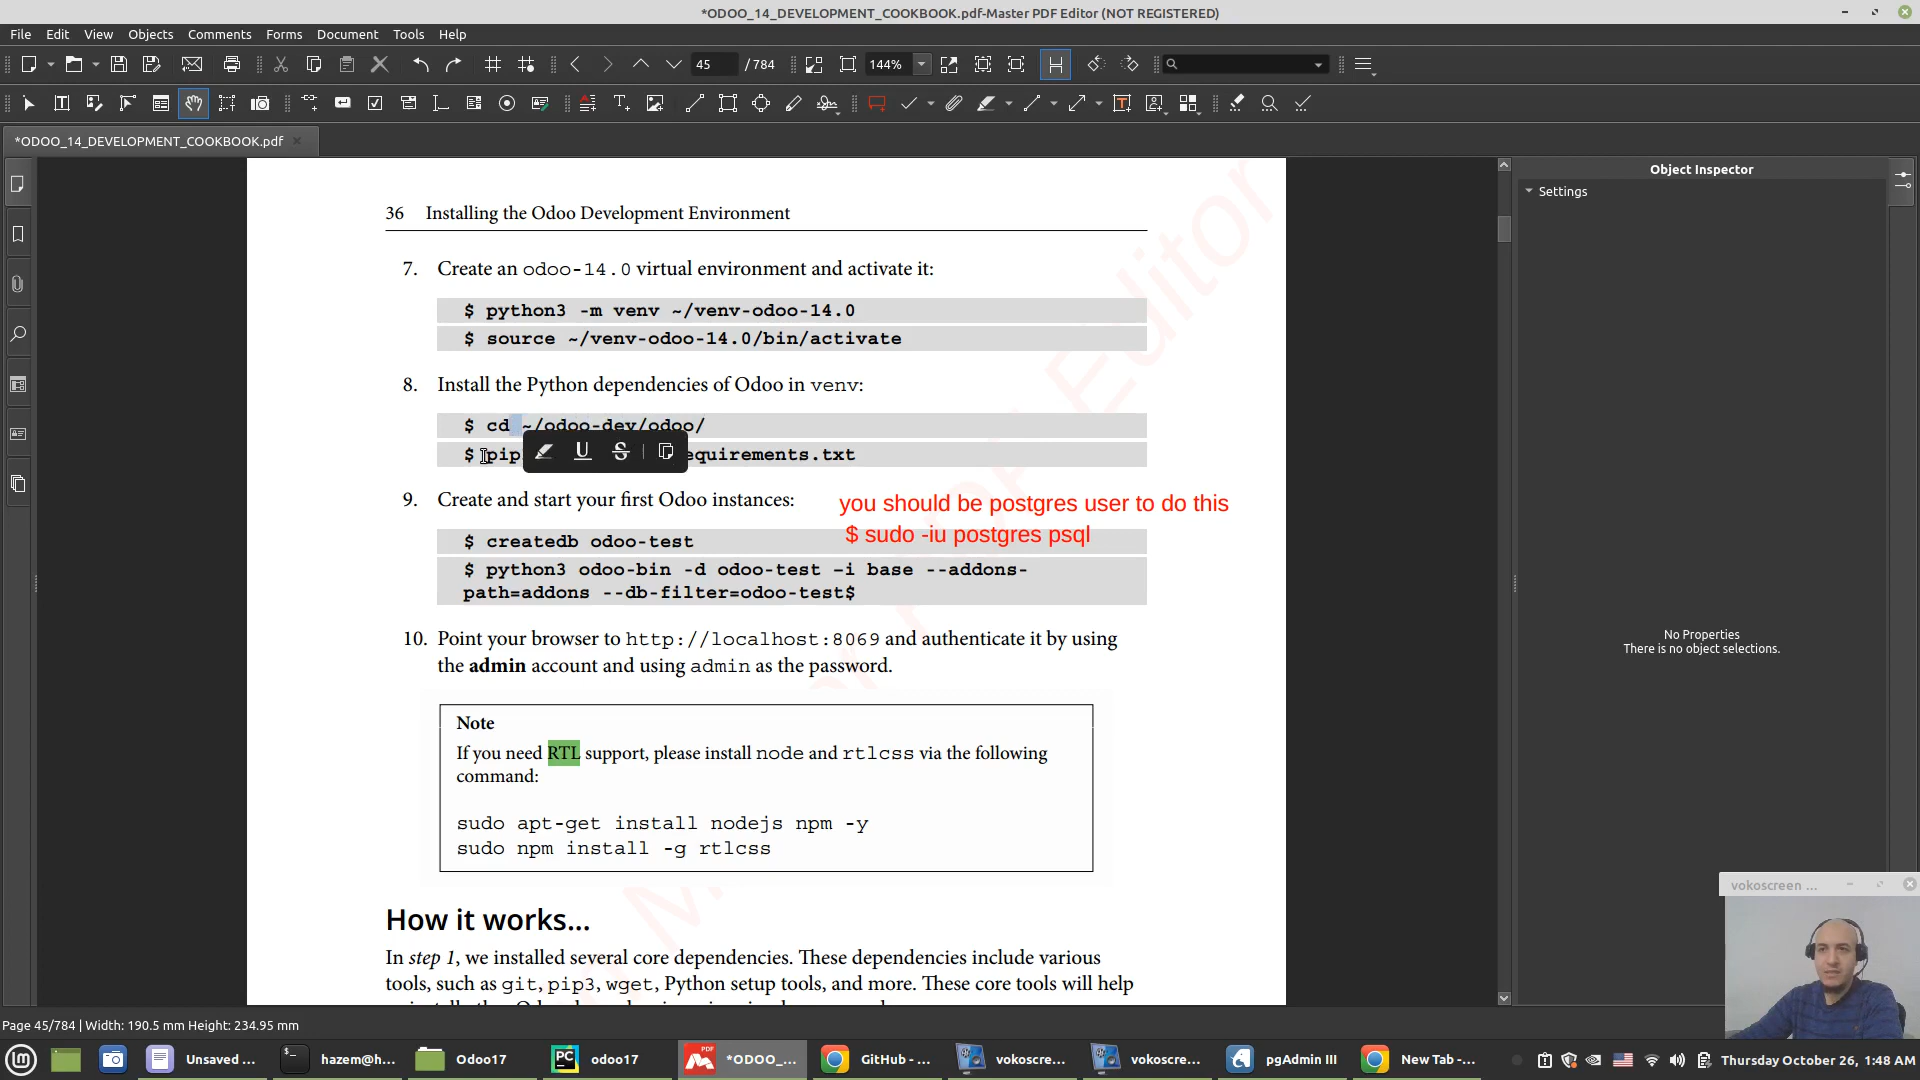 *ODOO_14_DEVELOPMENT_COOKBOOK.pdf-Master PDF Editor (NOT REGISTERED)
File Edit View Objects Comments Forms Document Tools Help
45 / 784 144%
*ODOO_14_DEVELOPMENT_COOKBOOK.pdf
Object Inspector
Settings
No Properties
There is no object selections.
36 Installing the Odoo Development Environment
7. Create an odoo-14.0 virtual environment and activate it:
$ python3 -m venv ~/venv-odoo-14.0
$ source ~/venv-odoo-14.0/bin/activate
8. Install the Python dependencies of Odoo in venv:
$ cd ~/odoo-dev/odoo/
$ pip equirements.txt
9. Create and start your first Odoo instances:
you should be postgres user to do this
$ sudo -iu postgres psql
$ createdb odoo-test
$ python3 odoo-bin -d odoo-test –i base --addons-
path=addons --db-filter=odoo-test$
10. Point your browser to http://localhost:8069 and authenticate it by using
the admin account and using admin as the password.
Note
If you need RTL support, please install node and rtlcss via the following
command:
sudo apt-get install nodejs npm -y
sudo npm install -g rtlcss
How it works...
In step 1, we installed several core dependencies. These dependencies include various
tools, such as git, pip3, wget, Python setup tools, and more. These core tools will help
Editor
vokoscreen ...
Page 45/784 | Width: 190.5 mm Height: 234.95 mm
Unsaved ... hazem@h... Odoo17 odoo17 *ODOO_... GitHub - ... vokoscre... vokoscre... pgAdmin III New Tab -... Thursday October 26, 1:48 AM